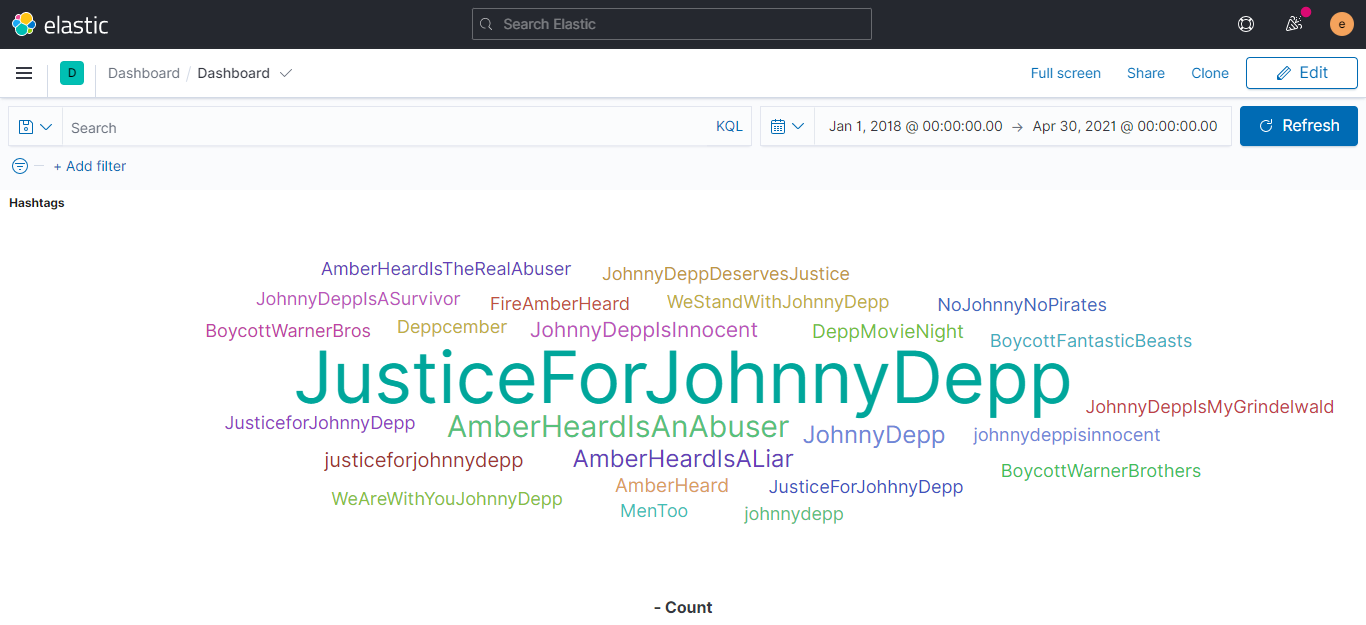 elastic
Search Elastic
e
D
Dashboard / Dashboard
Full screen
Share
Clone
Edit
Search
KQL
Jan 1, 2018 @ 00:00:00.00 → Apr 30, 2021 @ 00:00:00.00
Refresh
+ Add filter
Hashtags
AmberHeardIsTheRealAbuser
JohnnyDeppDeservesJustice
JohnnyDeppIsASurvivor
FireAmberHeard
WeStandWithJohnnyDepp
NoJohnnyNoPirates
BoycottWarnerBros
Deppcember
JohnnyDeppIsInnocent
DeppMovieNight
BoycottFantasticBeasts
JusticeForJohnnyDepp
JohnnyDeppIsMyGrindelwald
JusticeforJohnnyDepp
AmberHeardIsAnAbuser
JohnnyDepp
johnnydeppisinnocent
justiceforjohnnydepp
AmberHeardIsALiar
BoycottWarnerBrothers
WeAreWithYouJohnnyDepp
AmberHeard
JusticeForJohhnyDepp
MenToo
johnnydepp
- Count